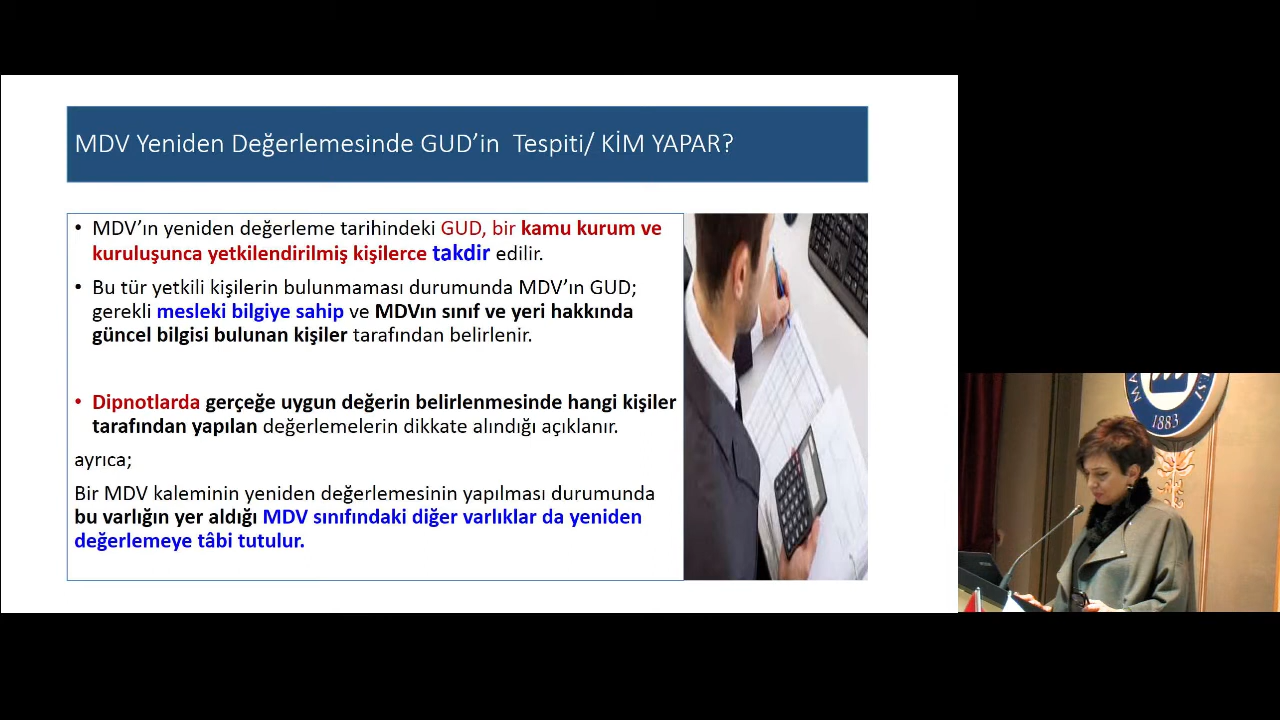 MDV Yeniden Değerlemesinde GUD’in Tespiti/ KİM YAPAR?
• MDV’ın yeniden değerleme tarihindeki GUD, bir kamu kurum ve
kuruluşunca yetkilendirilmiş kişilerce takdir edilir.
• Bu tür yetkili kişilerin bulunmaması durumunda MDV’ın GUD;
gerekli mesleki bilgiye sahip ve MDVın sınıf ve yeri hakkında
güncel bilgisi bulunan kişiler tarafından belirlenir.
• Dipnotlarda gerçeğe uygun değerin belirlenmesinde hangi kişiler
tarafından yapılan değerlemelerin dikkate alındığı açıklanır.
ayrıca;
Bir MDV kaleminin yeniden değerlemesinin yapılması durumunda
bu varlığın yer aldığı MDV sınıfındaki diğer varlıklar da yeniden
değerlemeye tâbi tutulur.
1883